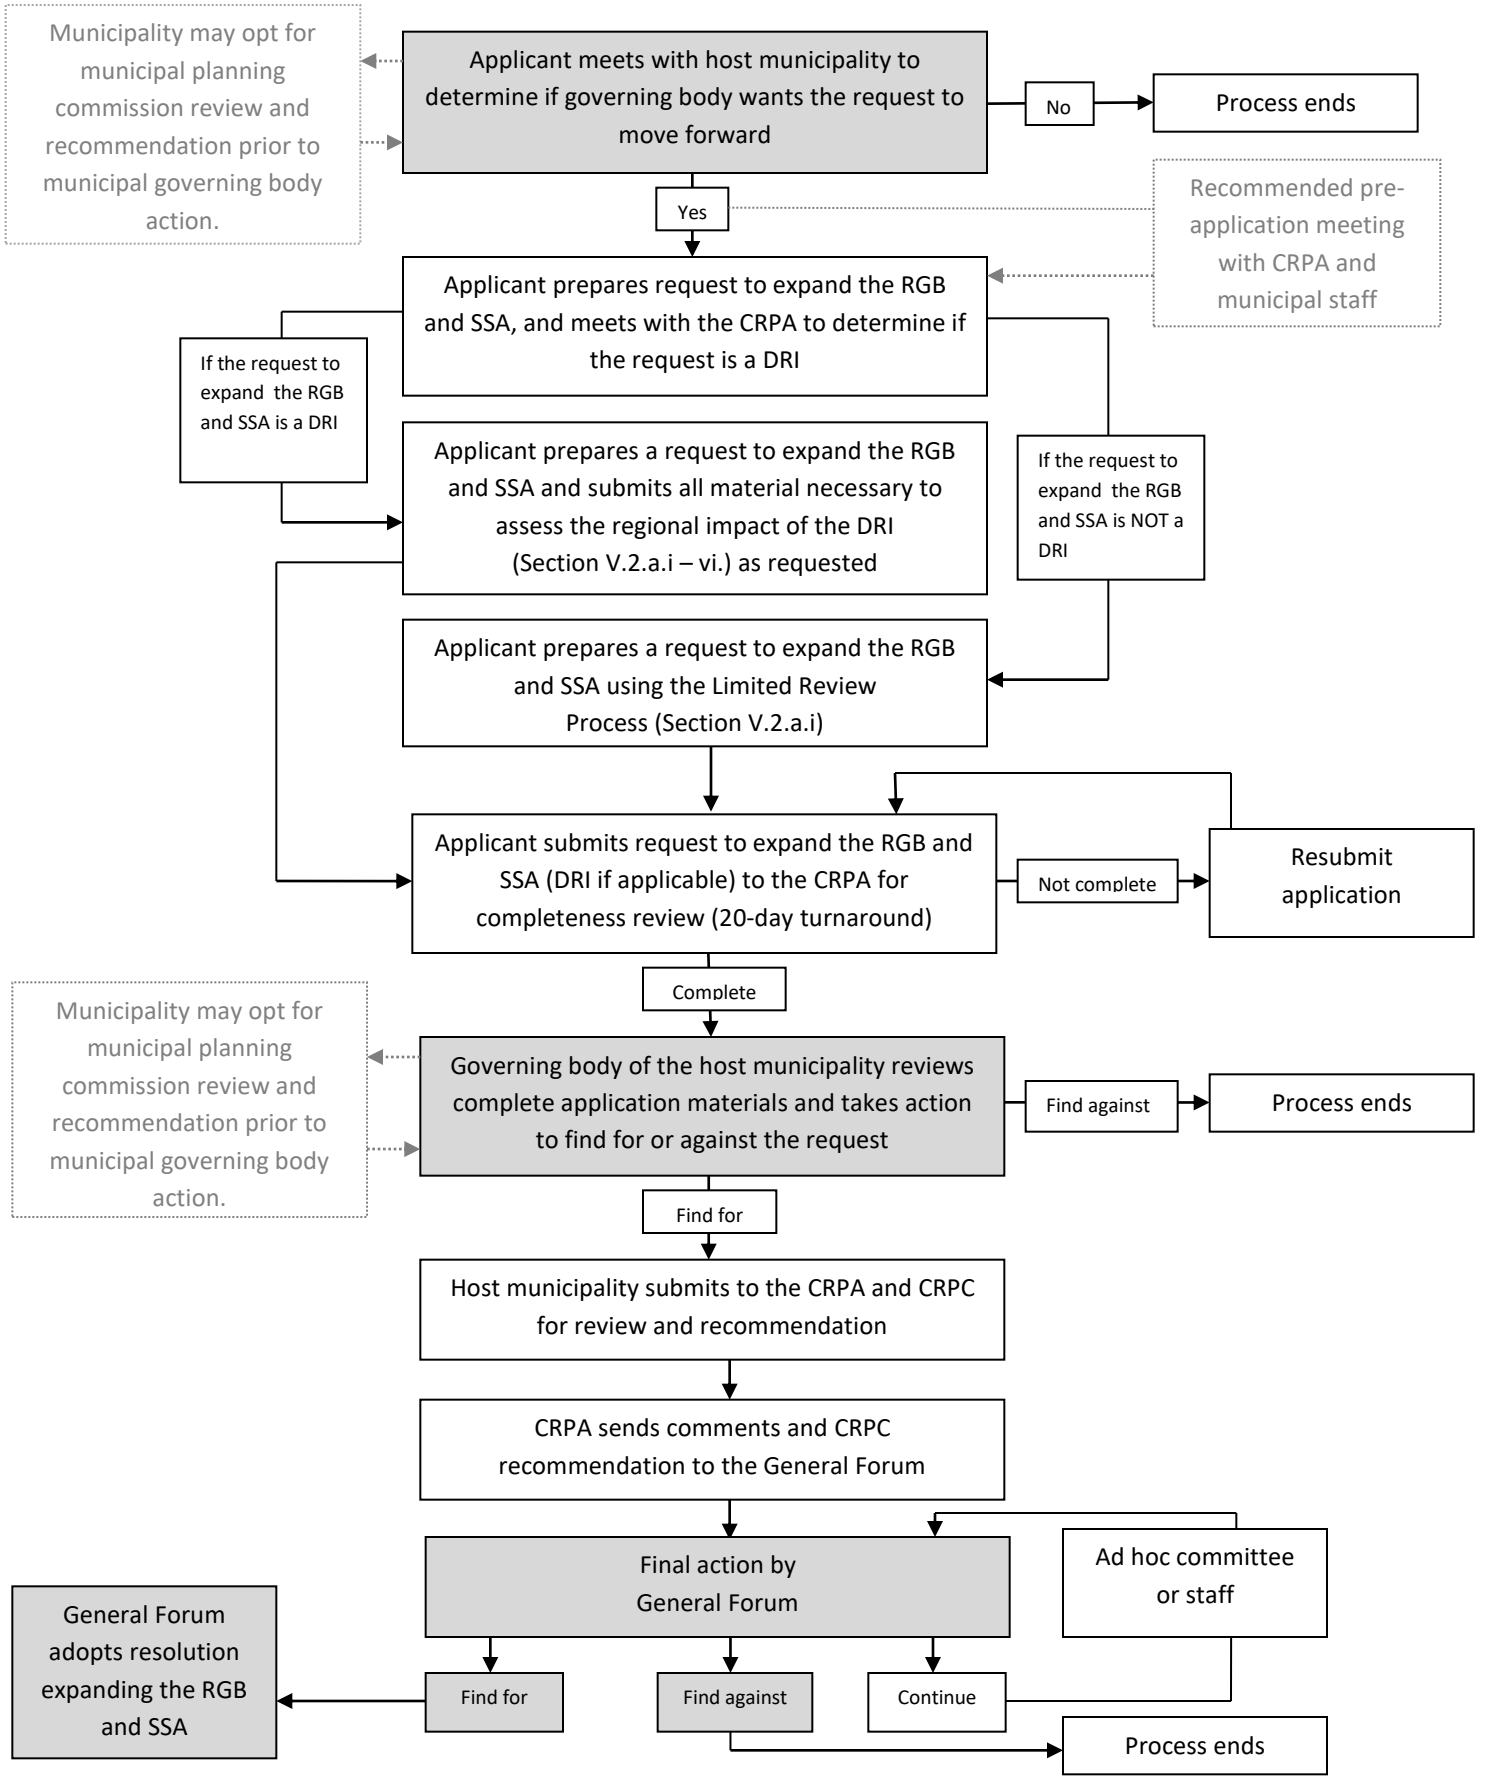 Municipality may opt for
municipal planning
commission review and
recommendation prior to
municipal governing body
action.
Applicant meets with host municipality to
determine if governing body wants the request to
move forward
No
Process ends
Yes
Recommended pre-
application meeting
with CRPA and
municipal staff
Applicant prepares request to expand the RGB
and SSA, and meets with the CRPA to determine if
the request is a DRI
If the request to
expand the RGB
and SSA is a DRI
Applicant prepares a request to expand the RGB
and SSA and submits all material necessary to
assess the regional impact of the DRI
(Section V.2.a.i – vi.) as requested
If the request to
expand the RGB
and SSA is NOT a
DRI
Applicant prepares a request to expand the RGB
and SSA using the Limited Review
Process (Section V.2.a.i)
Applicant submits request to expand the RGB and
SSA (DRI if applicable) to the CRPA for
completeness review (20-day turnaround)
Not complete
Resubmit
application
Complete
Municipality may opt for
municipal planning
commission review and
recommendation prior to
municipal governing body
action.
Governing body of the host municipality reviews
complete application materials and takes action
to find for or against the request
Find against
Process ends
Find for
Host municipality submits to the CRPA and CRPC
for review and recommendation
CRPA sends comments and CRPC
recommendation to the General Forum
Final action by
General Forum
Ad hoc committee
or staff
General Forum
adopts resolution
expanding the RGB
and SSA
Find for
Find against
Continue
Process ends